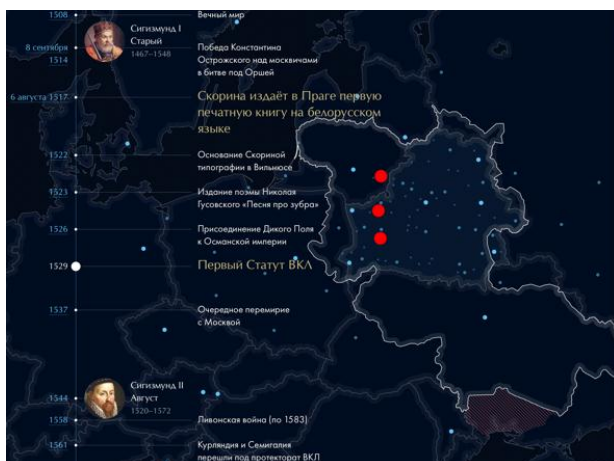 1508
Вечный мир
Сигизмунд I
Старый
1467–1548
8 сентября
1514
Победа Константина
Острожского над москвичами
в битве под Оршей
6 августа 1517
Скорина издаёт в Праге первую
печатную книгу на белорусском
языке
1522
Основание Скориной
типографии в Вильнюсе
1523
Издание поэмы Николая
Гусовского «Песня про зубра»
1526
Присоединение Дикого Поля
к Османской империи
1529
Первый Статут ВКЛ
1537
Очередное перемирие
с Москвой
Сигизмунд II
Август
1520–1572
1544
1558
Ливонская война (по 1583)
1561
Курляндия и Семигалия
перешли под протекторат ВКЛ